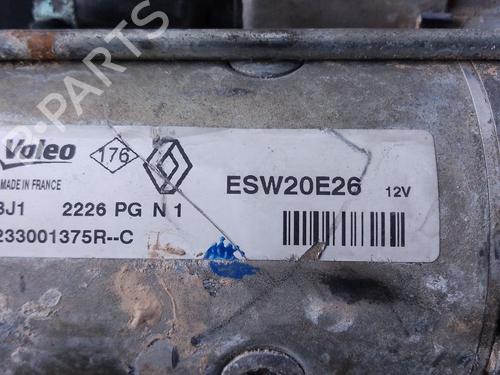 Valeo
176
ESW20E26 12V
MADE IN FRANCE
3J1 2226 PG N 1
233001375R--C
B-PARTS